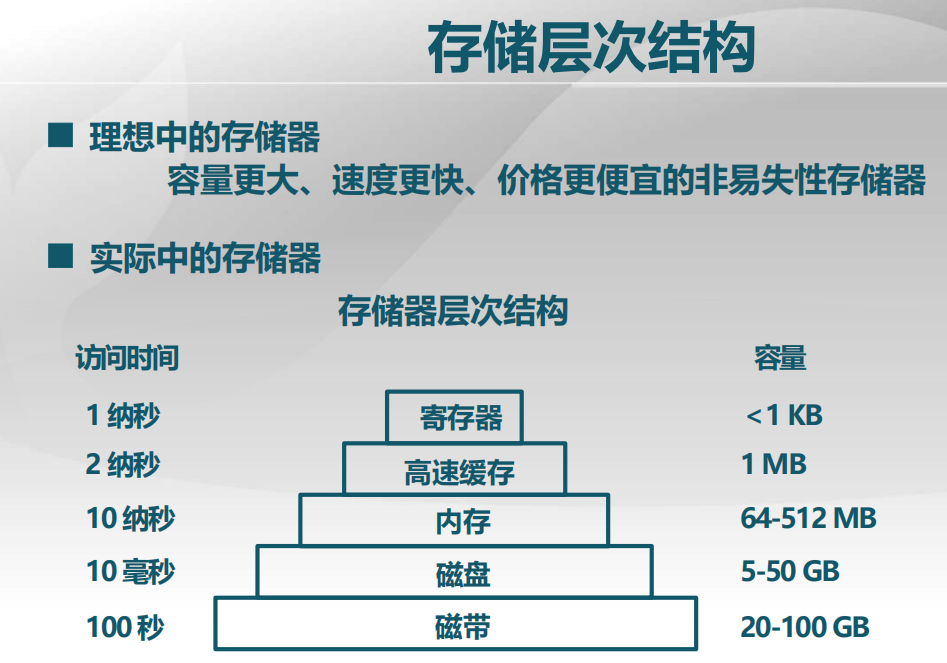 存储层次结构
■ 理想中的存储器
容量更大、速度更快、价格更便宜的非易失性存储器
■ 实际中的存储器
存储器层次结构
访问时间 容量
1 纳秒 寄存器 <1 KB
2 纳秒 高速缓存 1 MB
10 纳秒 内存 64-512 MB
10 毫秒 磁盘 5-50 GB
100 秒 磁带 20-100 GB